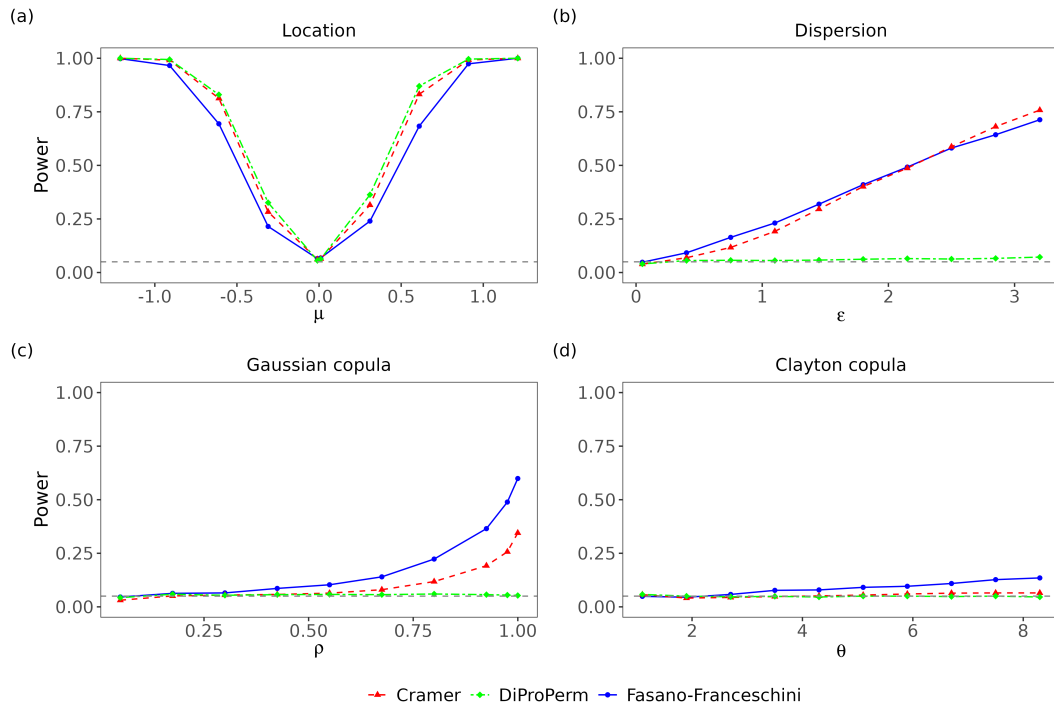 (a)
Location
Power
1.00
0.75
0.50
0.25
0.00
-1.0 -0.5 0.0 0.5 1.0
μ
(b)
Dispersion
1.00
0.75
0.50
0.25
0.00
0 1 2 3
ε
(c)
Gaussian copula
Power
1.00
0.75
0.50
0.25
0.00
0.25 0.50 0.75 1.00
ρ
(d)
Clayton copula
1.00
0.75
0.50
0.25
0.00
2 4 6 8
θ
Cramer DiProPerm Fasano-Franceschini